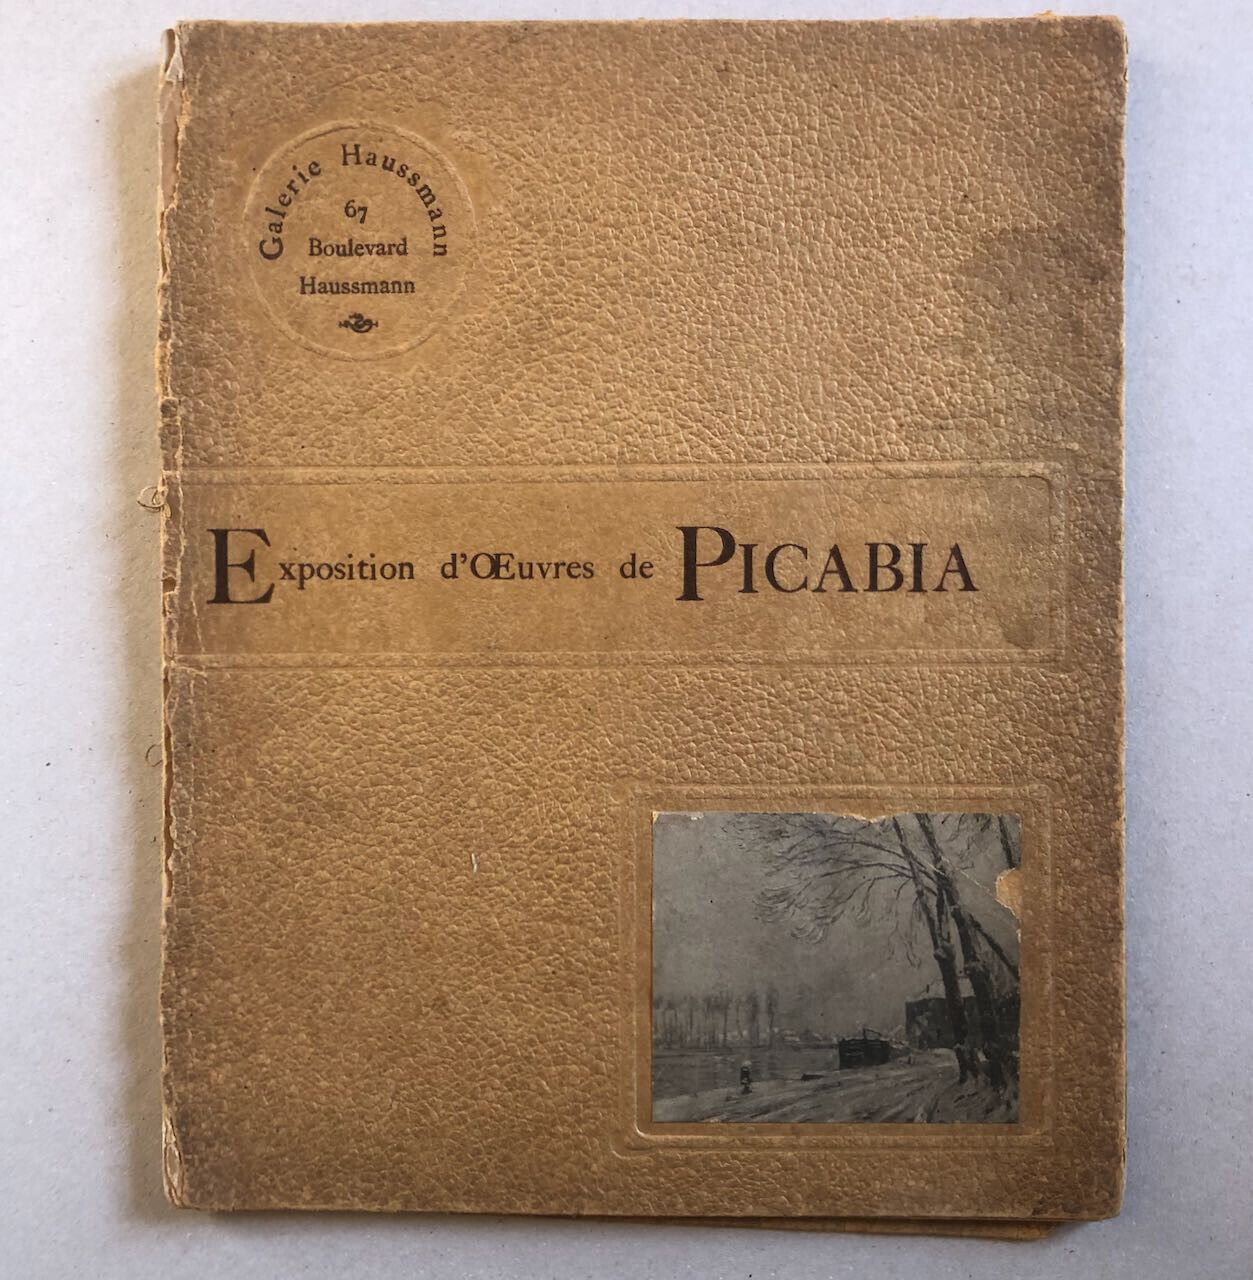 Galerie Haussmann
67
Boulevard
Haussmann
Exposition d'Œuvres de PICABIA